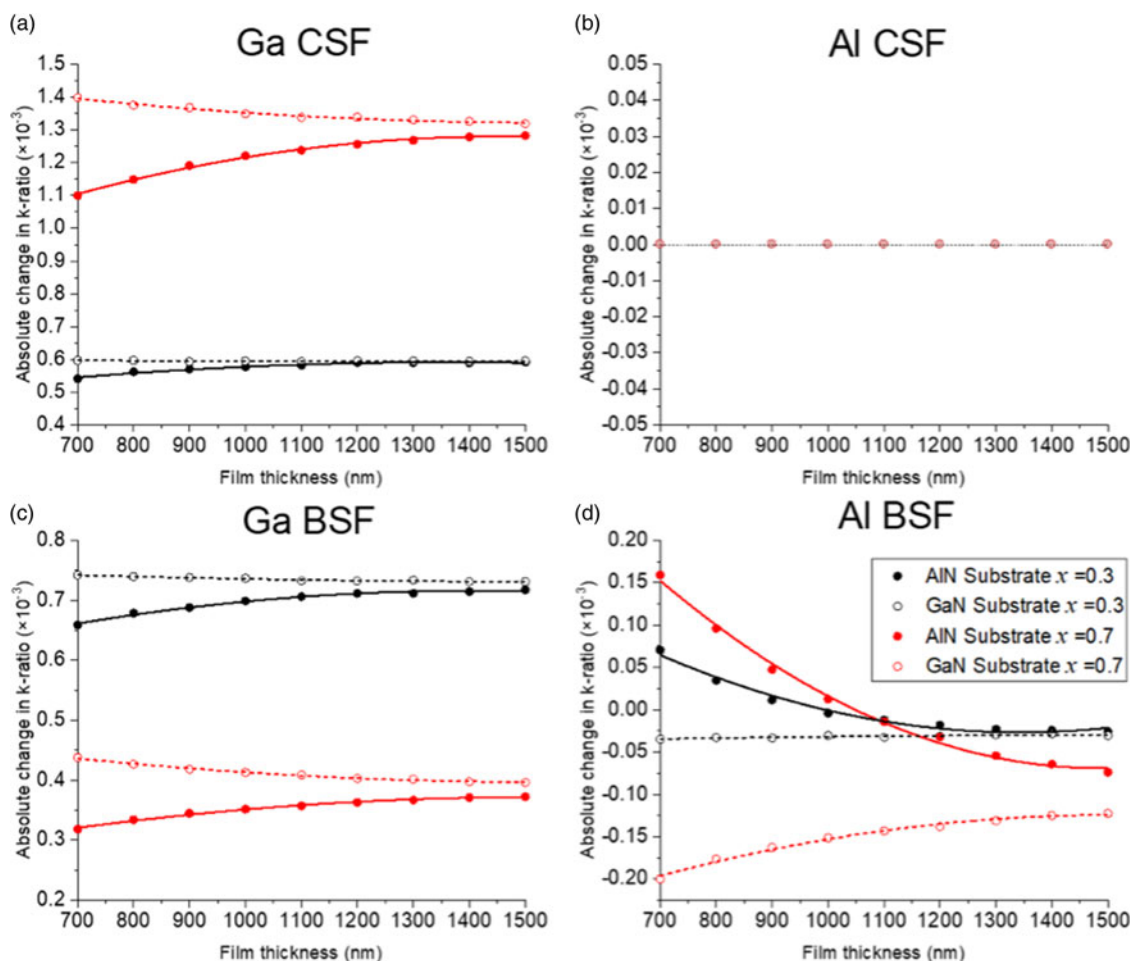 (a)
Ga CSF
Absolute change in k-ratio (×10⁻³)
1.5
1.4
1.3
1.2
1.1
1.0
0.9
0.8
0.7
0.6
0.5
0.4
700 800 900 1000 1100 1200 1300 1400 1500
Film thickness (nm)
(b)
Al CSF
Absolute change in k-ratio (×10⁻³)
0.05
0.04
0.03
0.02
0.01
0.00
-0.01
-0.02
-0.03
-0.04
-0.05
700 800 900 1000 1100 1200 1300 1400 1500
Film thickness (nm)
(c)
Ga BSF
Absolute change in k-ratio (×10⁻³)
0.8
0.7
0.6
0.5
0.4
0.3
0.2
700 800 900 1000 1100 1200 1300 1400 1500
Film thickness (nm)
(d)
Al BSF
Absolute change in k-ratio (×10⁻³)
0.20
0.15
0.10
0.05
0.00
-0.05
-0.10
-0.15
-0.20
AlN Substrate x =0.3
GaN Substrate x =0.3
AlN Substrate x =0.7
GaN Substrate x =0.7
700 800 900 1000 1100 1200 1300 1400 1500
Film thickness (nm)